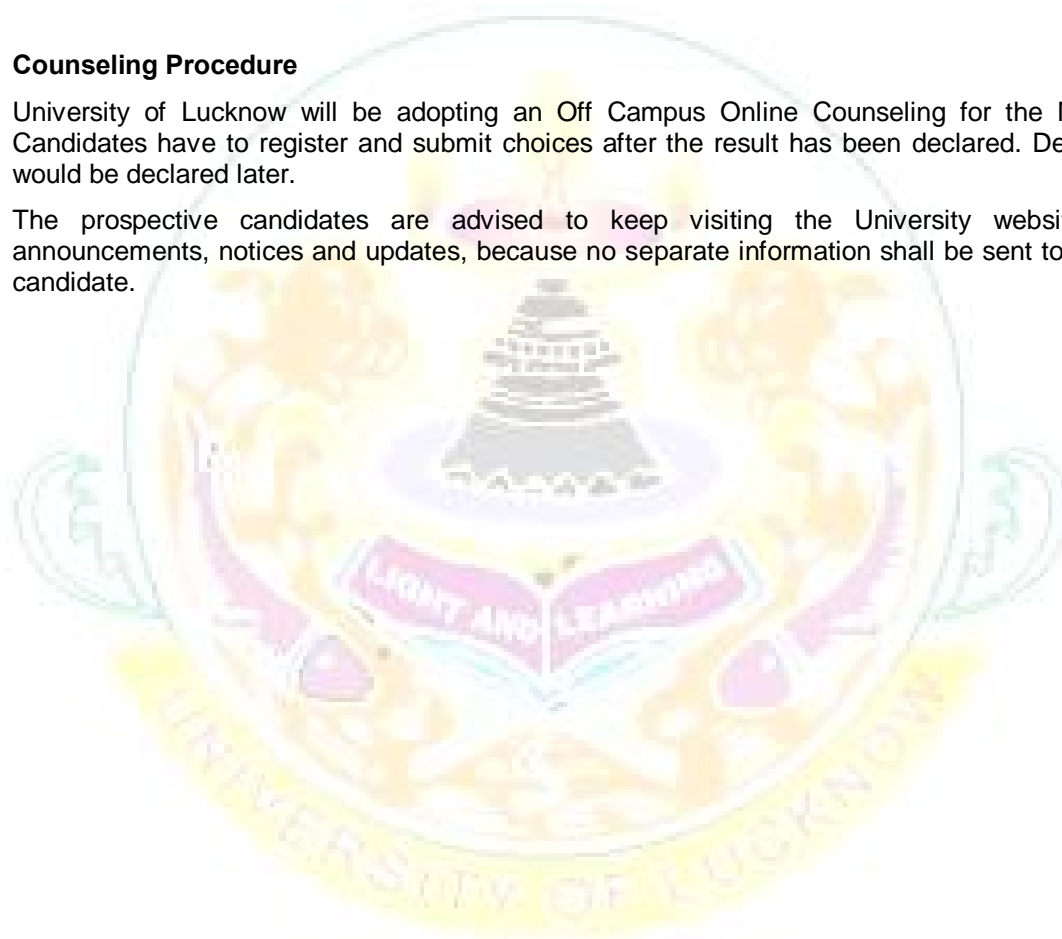 Counseling Procedure
University of Lucknow will be adopting an Off Campus Online Counseling for the
Candidates have to register and submit choices after the result has been declared.
would be declared later.
The prospective candidates are advised to keep visiting the University
announcements, notices and updates, because no separate information shall be sent to
candidate.
LIGHT AND LEARNING
UNIVERSITY OF LUCKNOW